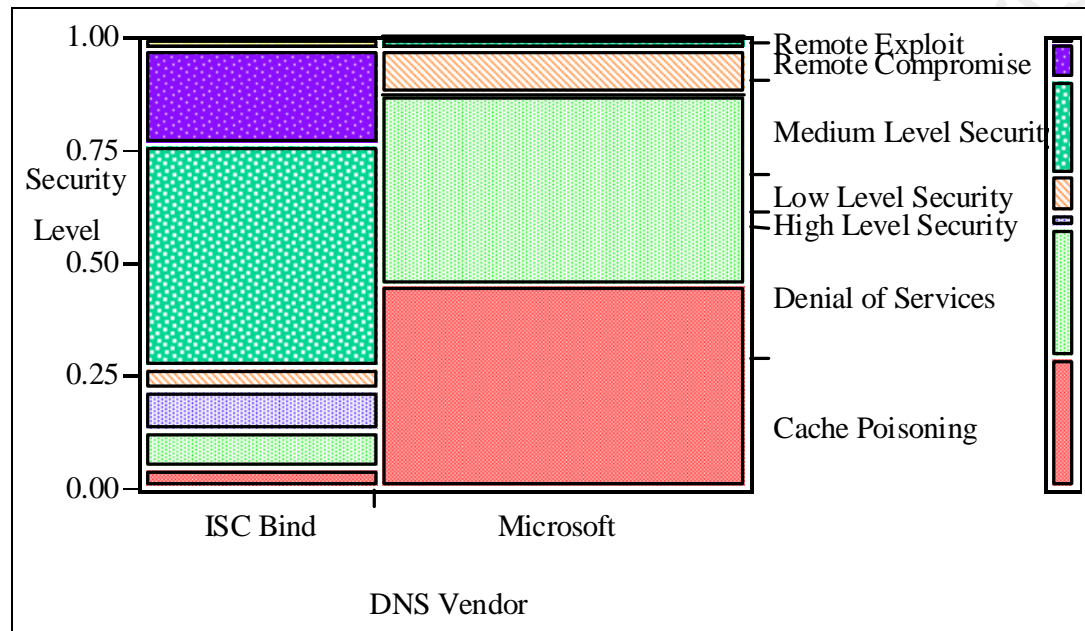 1.00
0.75
Security
Level
0.50
0.25
0.00
ISC Bind
Microsoft
DNS Vendor
Remote Exploit
Remote Compromise
Medium Level Securit
Low Level Security
High Level Security
Denial of Services
Cache Poisoning